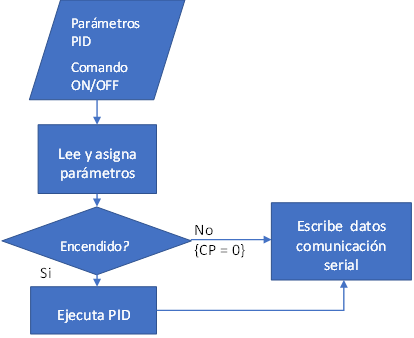 Parámetros
PID
Comando
ON/OFF
Lee y asigna
parámetros
Encendido?
No
{CP = 0}
Si
Escribe datos
comunicación
serial
Ejecuta PID